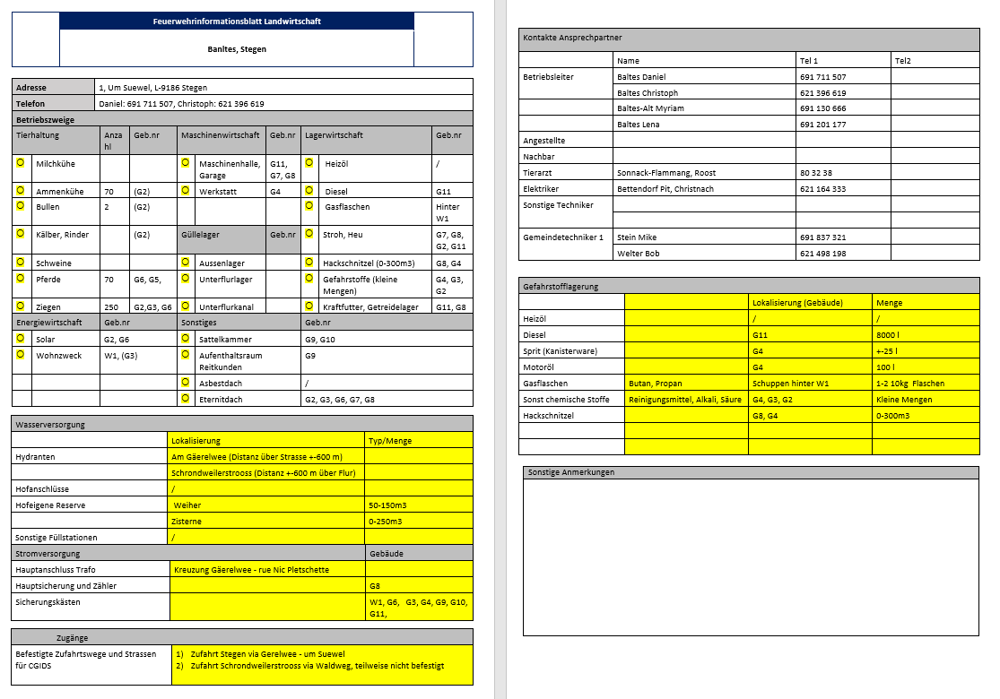 Feuerwehrinformationsblatt Landwirtschaft
Banltes, Stegen
Adresse 1, Um Suewel, L-9186 Stegen
Telefon Daniel: 691 711 507, Christoph: 621 396 619
Betriebszweige
Tierhaltung Anza Geb.nr Maschinenwirtschaft Geb.nr Lagerwirtschaft Geb.nr
hl
Milchkühe Maschinenhalle, G11, Heizöl /
Garage G7, G8
Ammenkühe 70 (G2) Werkstatt G4 Diesel G11
Bullen 2 (G2) Gasflaschen Hinter
W1
Kälber, Rinder (G2) Güllelager Geb.nr Stroh, Heu G7, G8,
G2, G11
Schweine Aussenlager Hackschnitzel (0-300m3) G8, G4
Pferde 70 G6, G5, Unterflurlager Gefahrstoffe (kleine G4, G3,
Mengen) G2
Ziegen 250 G2,G3, G6 Unterflurkanal Kraftfutter, Getreidelager G11, G8
Energiewirtschaft Geb.nr Sonstiges Geb.nr
Solar G2, G6 Sattelkammer G9, G10
Wohnzweck W1, (G3) Aufenthaltsraum G9
Reitkunden
Asbestdach /
Eternitdach G2, G3, G6, G7, G8
Wasserversorgung
Lokalisierung Typ/Menge
Hydranten Am Gäerelwee (Distanz über Strasse +-600 m)
Schrondweilerstrooss (Distanz +-600 m über Flur)
Hofanschlüsse /
Hofeigene Reserve Weiher 50-150m3
Zisterne 0-250m3
Sonstige Füllstationen /
Stromversorgung Gebäude
Hauptanschluss Trafo Kreuzung Gäerelwee - rue Nic Pletschette
Hauptsicherung und Zähler G8
Sicherungskästen W1, G6, G3, G4, G9, G10,
G11,
Zugänge
Befestigte Zufahrtswege und Strassen 1) Zufahrt Stegen via Gerelwee - um Suewel
für CGIDS 2) Zufahrt Schrondweilerstrooss via Waldweg, teilweise nicht befestigt
Kontakte Ansprechpartner
Name Tel 1 Tel2
Betriebsleiter Baltes Daniel 691 711 507
Baltes Christoph 621 396 619
Baltes-Alt Myriam 691 130 666
Baltes Lena 691 201 177
Angestellte
Nachbar
Tierarzt Sonnack-Flammang, Roost 80 32 38
Elektriker Bettendorf Pit, Christnach 621 164 333
Sonstige Techniker
Gemeindetechniker 1 Stein Mike 691 837 321
Welter Bob 621 498 198
Gefahrstofflagerung
Lokalisierung (Gebäude) Menge
Heizöl / /
Diesel G11 8000 l
Sprit (Kanisterware) G4 +-25 l
Motoröl G4 100 l
Gasflaschen Butan, Propan Schuppen hinter W1 1-2 10kg Flaschen
Sonst chemische Stoffe Reinigungsmittel, Alkali, Säure G4, G3, G2 Kleine Mengen
Hackschnitzel G8, G4 0-300m3
Sonstige Anmerkungen